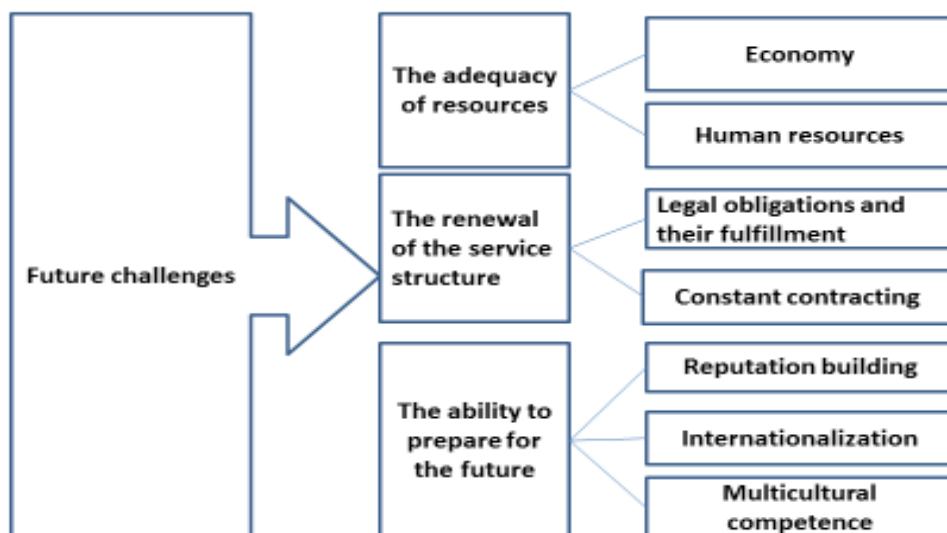 Future challenges
The adequacy
of resources
Economy
Human resources
The renewal
of the service
structure
Legal obligations and
their fulfillment
Constant contracting
The ability to
prepare for
the future
Reputation building
Internationalization
Multicultural
competence